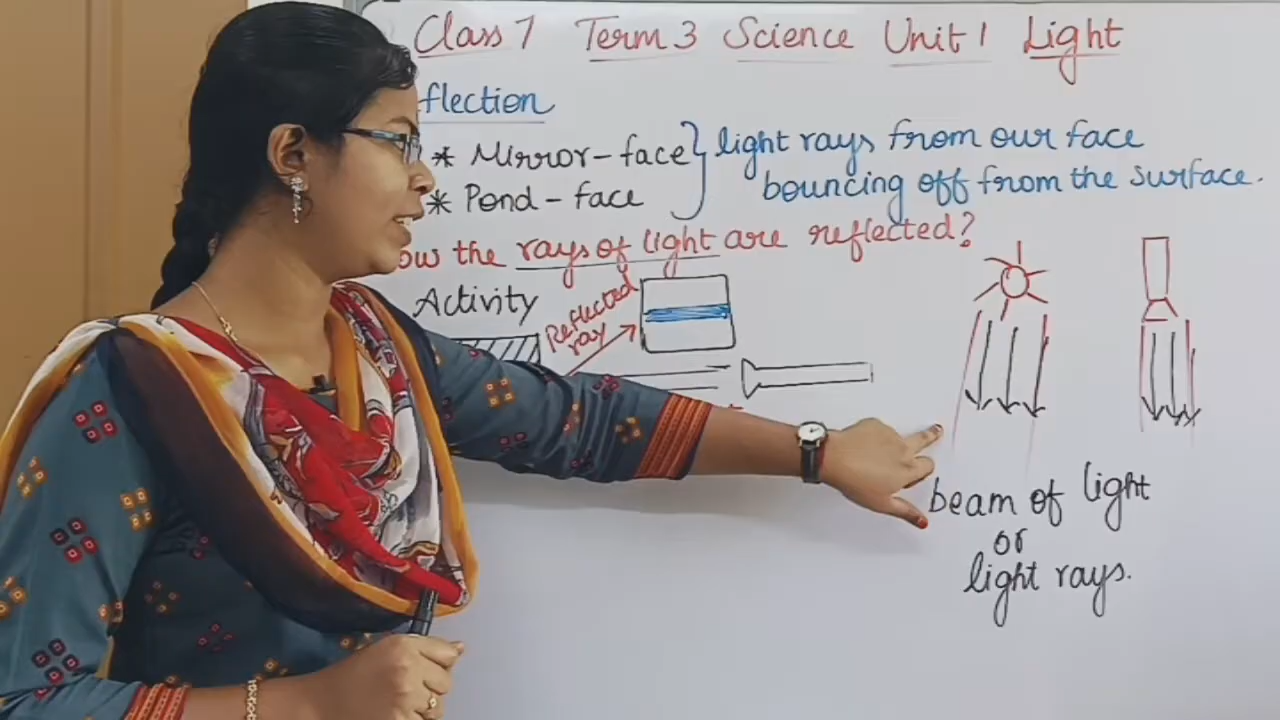 Class 7 Term 3 Science Unit 1 Light
flection
* Mirror-face } light rays from our face
* Pond - face bouncing off from the surface.
ow the rays of light are reflected?
Activity
Reflected
ray
beam of light
or
light rays.